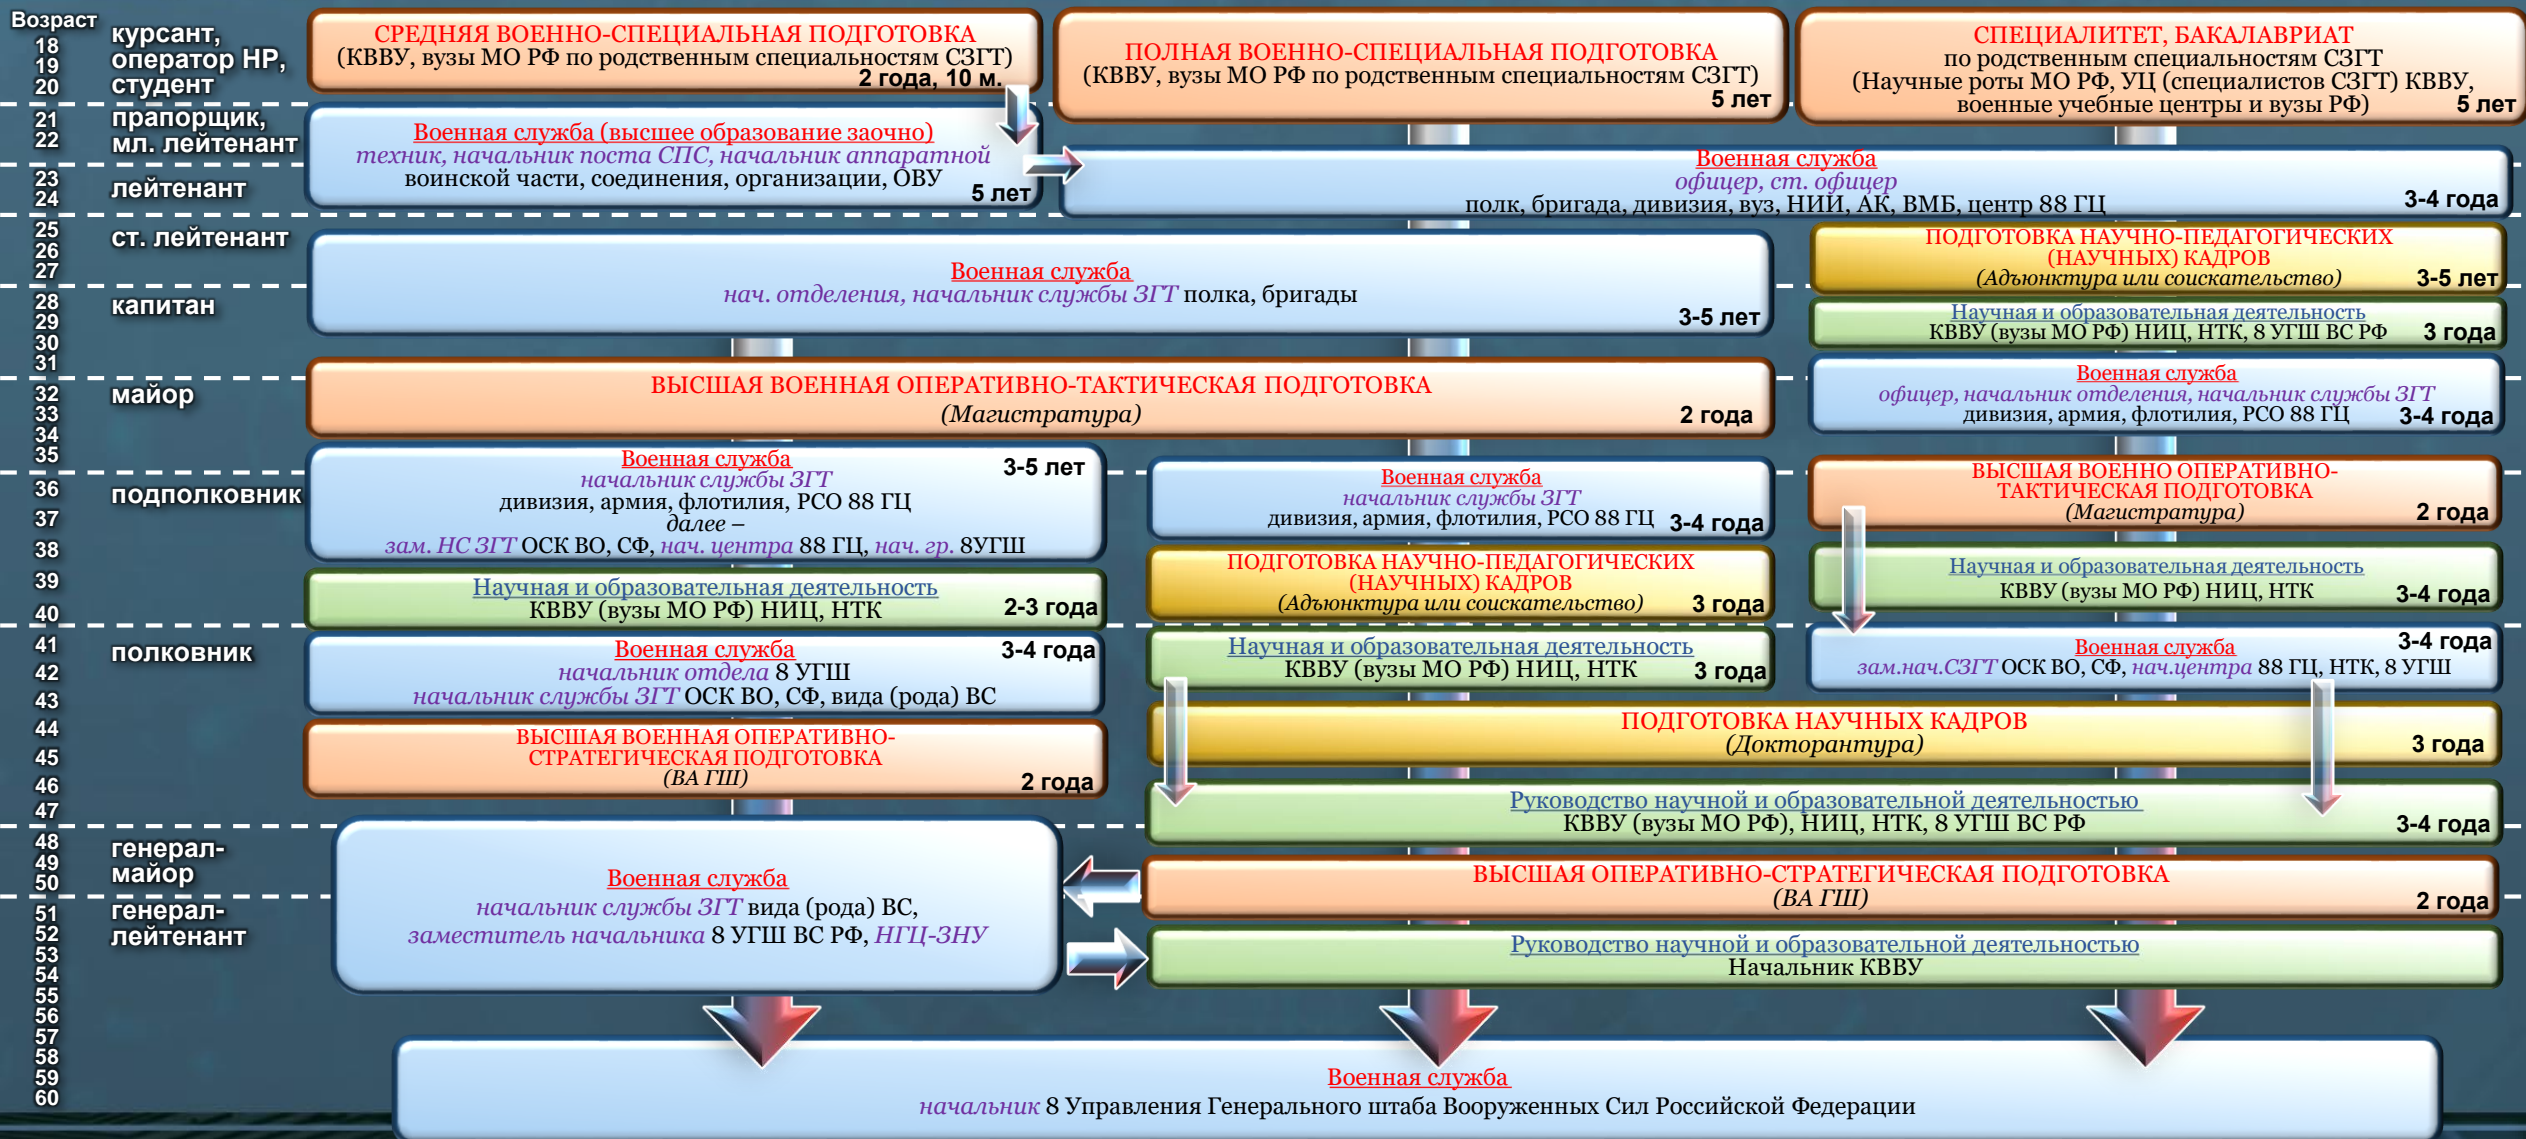 Возраст
18
19
20
21
22
23
24
25
26
27
28
29
30
31
32
33
34
35
36
37
38
39
40
41
42
43
44
45
46
47
48
49
50
51
52
53
54
55
56
57
58
59
60
курсант,
оператор НР,
студент
прапорщик,
мл. лейтенант
лейтенант
ст. лейтенант
капитан
майор
подполковник
полковник
генерал-
майор
генерал-
лейтенант
СРЕДНЯЯ ВОЕННО-СПЕЦИАЛЬНАЯ ПОДГОТОВКА
(КВВУ, вузы МО РФ по родственным специальностям СЗГТ)
2 года, 10 м.
ПОЛНАЯ ВОЕННО-СПЕЦИАЛЬНАЯ ПОДГОТОВКА
(КВВУ, вузы МО РФ по родственным специальностям СЗГТ)
5 лет
СПЕЦИАЛИТЕТ, БАКАЛАВРИАТ
по родственным специальностям СЗГТ
(Научные роты МО РФ, УЦ (специалистов СЗГТ) КВВУ,
военные учебные центры и вузы РФ)
5 лет
Военная служба (высшее образование заочно)
техник, начальник поста СПС, начальник аппаратной
воинской части, соединения, организации, ОВУ
5 лет
Военная служба
офицер, ст. офицер
полк, бригада, дивизия, вуз, НИИ, АК, ВМБ, центр 88 ГЦ
3-4 года
Военная служба
нач. отделения, начальник службы ЗГТ полка, бригады
3-5 лет
ПОДГОТОВКА НАУЧНО-ПЕДАГОГИЧЕСКИХ
(НАУЧНЫХ) КАДРОВ
(Адъюнктура или соискательство)
3-5 лет
Научная и образовательная деятельность
КВВУ (вузы МО РФ) НИЦ, НТК, 8 УГШ ВС РФ
3 года
ВЫСШАЯ ВОЕННАЯ ОПЕРАТИВНО-ТАКТИЧЕСКАЯ ПОДГОТОВКА
(Магистратура)
2 года
Военная служба
офицер, начальник отделения, начальник службы ЗГТ
дивизия, армия, флотилия, РСО 88 ГЦ
3-4 года
Военная служба
3-5 лет
начальник службы ЗГТ
дивизия, армия, флотилия, РСО 88 ГЦ
далее –
зам. НС ЗГТ ОСК ВО, СФ, нач. центра 88 ГЦ, нач. гр. 8УГШ
Военная служба
начальник службы ЗГТ
дивизия, армия, флотилия, РСО 88 ГЦ
3-4 года
ВЫСШАЯ ВОЕННО ОПЕРАТИВНО-
ТАКТИЧЕСКАЯ ПОДГОТОВКА
(Магистратура)
2 года
Научная и образовательная деятельность
КВВУ (вузы МО РФ) НИЦ, НТК
2-3 года
ПОДГОТОВКА НАУЧНО-ПЕДАГОГИЧЕСКИХ
(НАУЧНЫХ) КАДРОВ
(Адъюнктура или соискательство)
3 года
Научная и образовательная деятельность
КВВУ (вузы МО РФ) НИЦ, НТК
3-4 года
Военная служба
3-4 года
начальник отдела 8 УГШ
начальник службы ЗГТ ОСК ВО, СФ, вида (рода) ВС
Научная и образовательная деятельность
КВВУ (вузы МО РФ) НИЦ, НТК
3 года
Военная служба
3-4 года
зам.нач.СЗГТ ОСК ВО, СФ, нач.центра 88 ГЦ, НТК, 8 УГШ
ВЫСШАЯ ВОЕННАЯ ОПЕРАТИВНО-
СТРАТЕГИЧЕСКАЯ ПОДГОТОВКА
(ВА ГШ)
2 года
ПОДГОТОВКА НАУЧНЫХ КАДРОВ
(Докторантура)
3 года
Руководство научной и образовательной деятельностью
КВВУ (вузы МО РФ), НИЦ, НТК, 8 УГШ ВС РФ
3-4 года
Военная служба
начальник службы ЗГТ вида (рода) ВС,
заместитель начальника 8 УГШ ВС РФ, НГЦ-ЗНУ
ВЫСШАЯ ОПЕРАТИВНО-СТРАТЕГИЧЕСКАЯ ПОДГОТОВКА
(ВА ГШ)
2 года
Руководство научной и образовательной деятельностью
Начальник КВВУ
Военная служба
начальник 8 Управления Генерального штаба Вооруженных Сил Российской Федерации